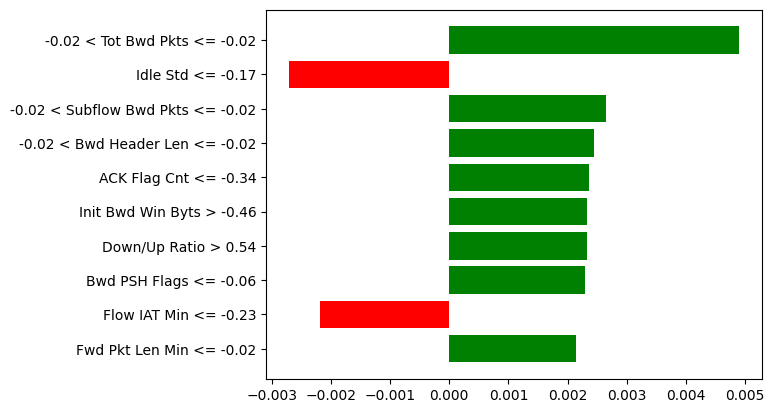 -0.02 < Tot Bwd Pkts <= -0.02
Idle Std <= -0.17
-0.02 < Subflow Bwd Pkts <= -0.02
-0.02 < Bwd Header Len <= -0.02
ACK Flag Cnt <= -0.34
Init Bwd Win Byts > -0.46
Down/Up Ratio > 0.54
Bwd PSH Flags <= -0.06
Flow IAT Min <= -0.23
Fwd Pkt Len Min <= -0.02
−0.003 −0.002 −0.001 0.000 0.001 0.002 0.003 0.004 0.005